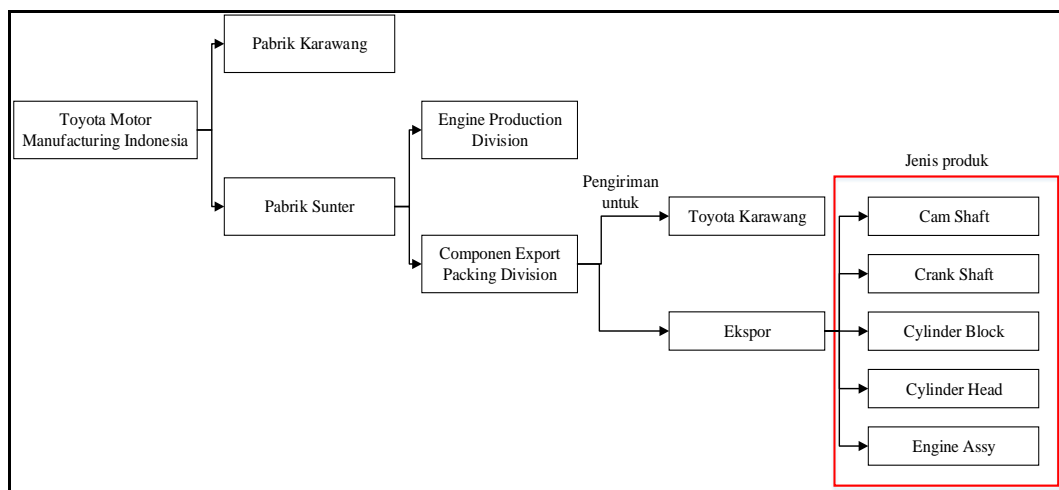 Pabrik Karawang
Toyota Motor
Manufacturing Indonesia
Engine Production
Division
Pabrik Sunter
Componen Export
Packing Division
Pengiriman
untuk
Toyota Karawang
Ekspor
Jenis produk
Cam Shaft
Crank Shaft
Cylinder Block
Cylinder Head
Engine Assy